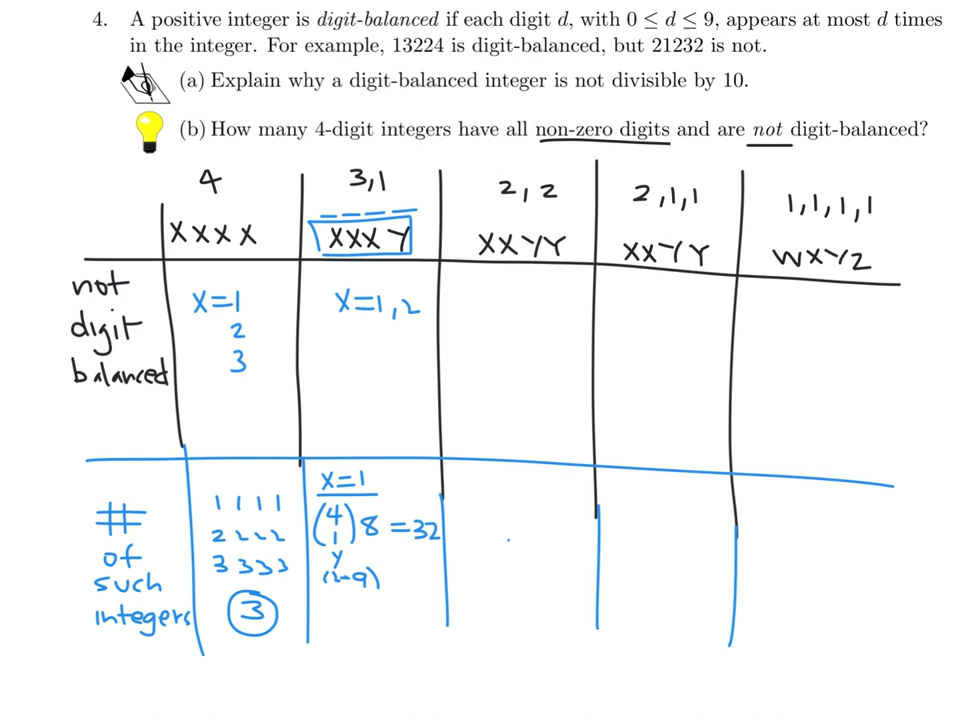 4. A positive integer is digit-balanced if each digit d, with 0 ≤ d ≤ 9, appears at most d times
in the integer. For example, 13224 is digit-balanced, but 21232 is not.
(a) Explain why a digit-balanced integer is not divisible by 10.
(b) How many 4-digit integers have all non-zero digits and are not digit-balanced?
4 3,1 2,2 2,1,1 1,1,1,1
XXXX XXXY XXYY XXYY WXYZ
not
digit
balanced
X=1
2
3
X=1,2
#
of
such
integers
1111
2222
3333
3
X=1
(4 1)8 =32
Y
(2-9)